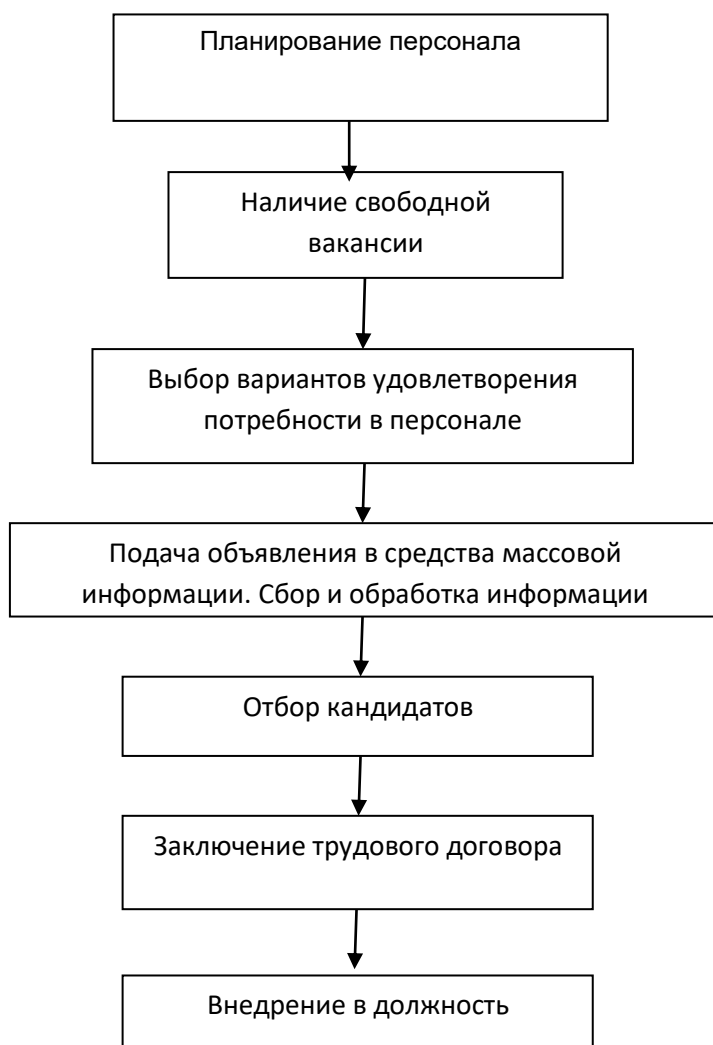 Планирование персонала
Наличие свободной
вакансии
Выбор вариантов удовлетворения
потребности в персонале
Подача объявления в средства массовой
информации. Сбор и обработка информации
Отбор кандидатов
Заключение трудового договора
Внедрение в должность